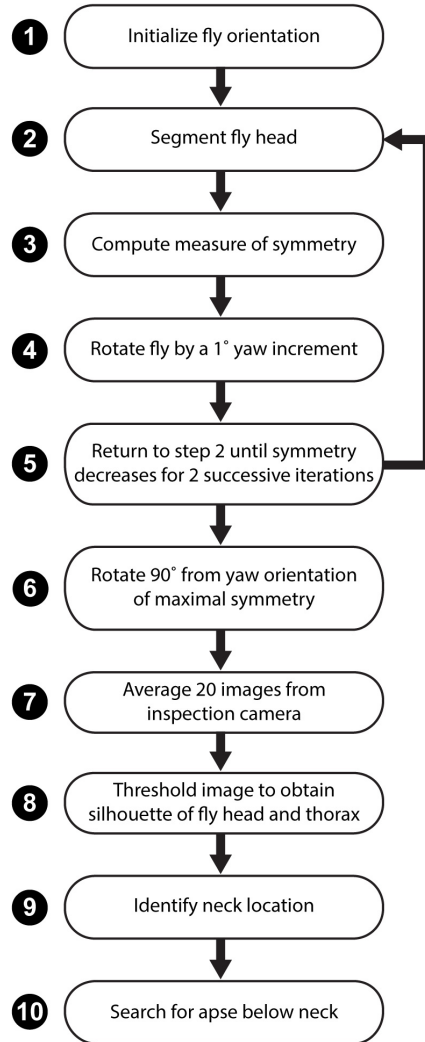 1 Initialize fly orientation
2 Segment fly head
3 Compute measure of symmetry
4 Rotate fly by a 1° yaw increment
5 Return to step 2 until symmetry
decreases for 2 successive iterations
6 Rotate 90° from yaw orientation
of maximal symmetry
7 Average 20 images from
inspection camera
8 Threshold image to obtain
silhouette of fly head and thorax
9 Identify neck location
10 Search for apse below neck